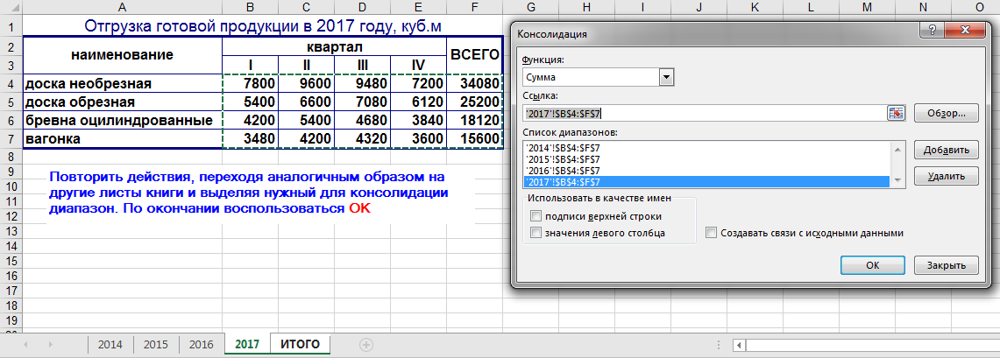 A B C D E F G H I J K L M N O
1 Отгрузка готовой продукции в 2017 году, куб.м
2 наименование квартал ВСЕГО
3 I II III IV
4 доска необрезная 7800 9600 9480 7200 34080
5 доска обрезная 5400 6600 7080 6120 25200
6 бревна оцилиндрованные 4200 5400 4680 3840 18120
7 вагонка 3480 4200 4320 3600 15600
8
9
10
11
12
13
14
15
16
17
18
19
Повторить действия, переходя аналогичным образом на
другие листы книги и выделяя нужный для консолидации
диапазон. По окончании воспользоваться ОК
Консолидация
Функция:
Сумма
Ссылка:
'2017'!$B$4:$F$7
Обзор...
Список диапазонов:
'2014'!$B$4:$F$7
'2015'!$B$4:$F$7
'2016'!$B$4:$F$7
'2017'!$B$4:$F$7
Добавить
Удалить
Использовать в качестве имен
подписи верхней строки
значения левого столбца
Создавать связи с исходными данными
ОК
Закрыть
2014 2015 2016 2017 ИТОГО